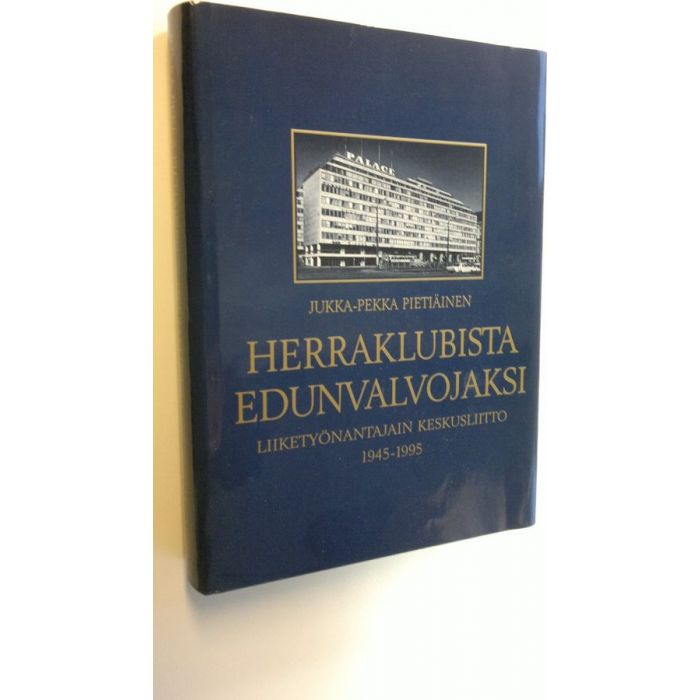 PALACE
JUKKA-PEKKA PIETIÄINEN
HERRAKLUBISTA
EDUNVALVOJAKSI
LIIKETYÖNANTAJAIN KESKUSLIITTO
1945-1995